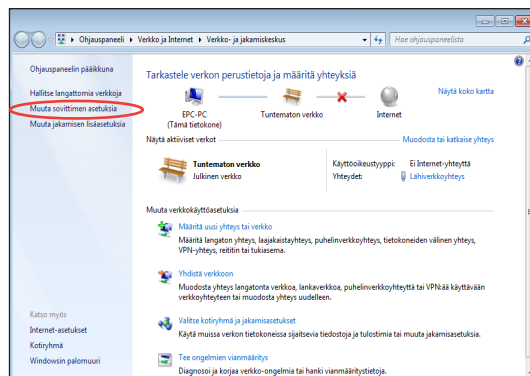 Ohjauspaneeli ▸ Verkko ja Internet ▸ Verkko- ja jakamiskeskus
Hae ohjauspaneelista
Ohjauspaneelin pääikkuna
Hallitse langattomia verkkoja
Muuta sovittimen asetuksia
Muuta jakamisen lisäasetuksia
Tarkastele verkon perustietoja ja määritä yhteyksiä
Näytä koko kartta
EPC-PC
(Tämä tietokone)
Tuntematon verkko
Internet
Näytä aktiiviset verkot
Muodosta tai katkaise yhteys
Tuntematon verkko
Julkinen verkko
Käyttöoikeustyyppi: Ei Internet-yhteyttä
Yhteydet: Lähiverkkoyhteys
Muuta verkkokäyttöasetuksia
Määritä uusi yhteys tai verkko
Määritä langaton yhteys, laajakaistayhteys, puhelinverkkoyhteys, tietokoneiden välinen yhteys,
VPN-yhteys, reititin tai tukiasema.
Yhdistä verkkoon
Muodosta yhteys langatonta verkkoa, lankaverkkoa, puhelinverkkoyhteyttä tai VPN:ää käyttävään
verkkoyhteyteen tai muodosta yhteys uudelleen.
Valitse kotiryhmä ja jakamisasetukset
Käytä muissa verkon tietokoneissa sijaitsevia tiedostoja ja tulostimia tai muuta jakamisasetuksia.
Tee ongelmien vianmääritys
Diagnosoi ja korjaa verkko-ongelmia tai hanki vianmääritystietoja.
Katso myös
Internet-asetukset
Kotiryhmä
Windowsin palomuuri